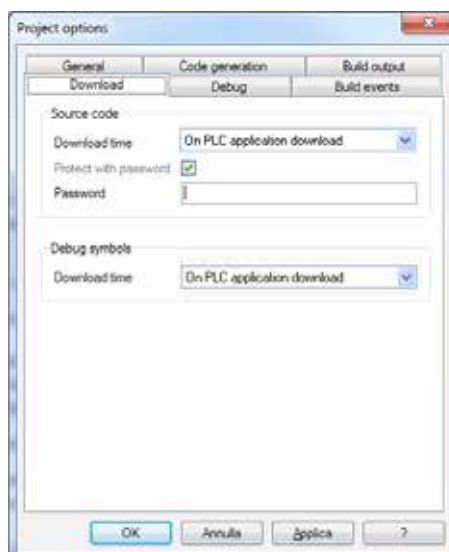 Project options
General Code generation Build output
Download Debug Build events
Source code
Download time On PLC application download
Protect with password
Password
Debug symbols
Download time On PLC application download
OK Annulla Applica ?